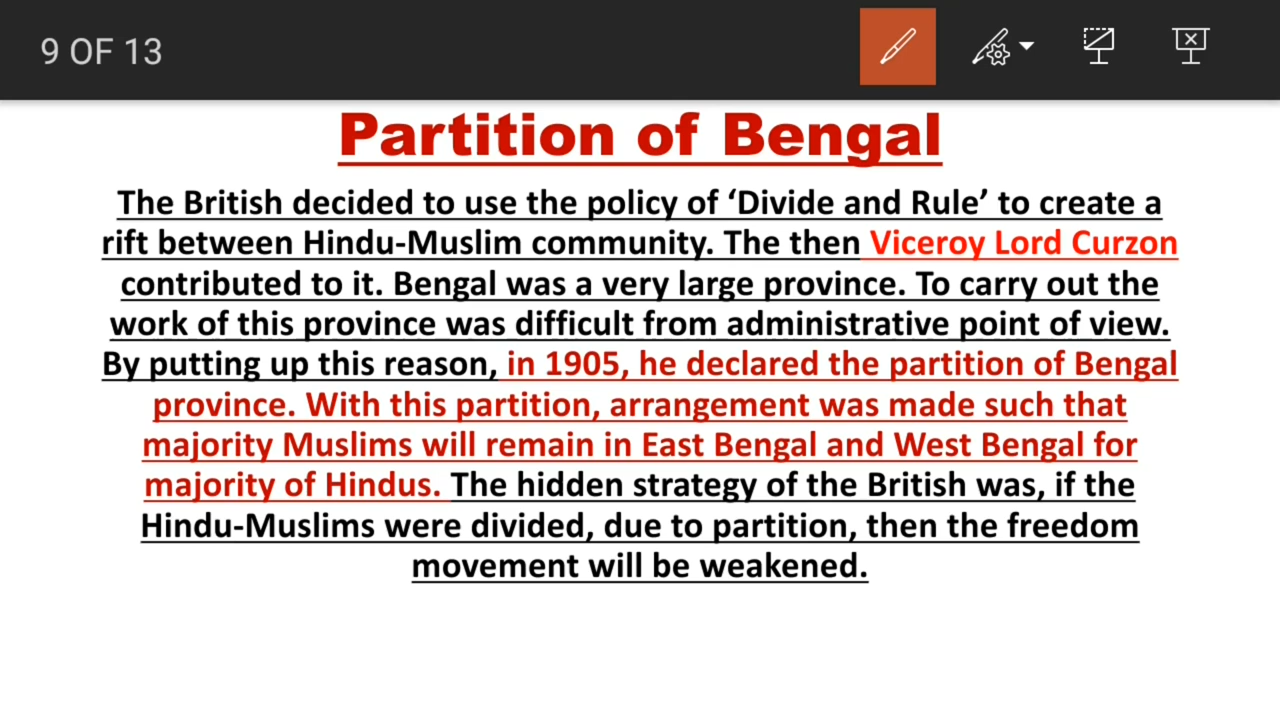 9 OF 13
Partition of Bengal
The British decided to use the policy of ‘Divide and Rule’ to create a
rift between Hindu-Muslim community. The then Viceroy Lord Curzon
contributed to it. Bengal was a very large province. To carry out the
work of this province was difficult from administrative point of view.
By putting up this reason, in 1905, he declared the partition of Bengal
province. With this partition, arrangement was made such that
majority Muslims will remain in East Bengal and West Bengal for
majority of Hindus. The hidden strategy of the British was, if the
Hindu-Muslims were divided, due to partition, then the freedom
movement will be weakened.